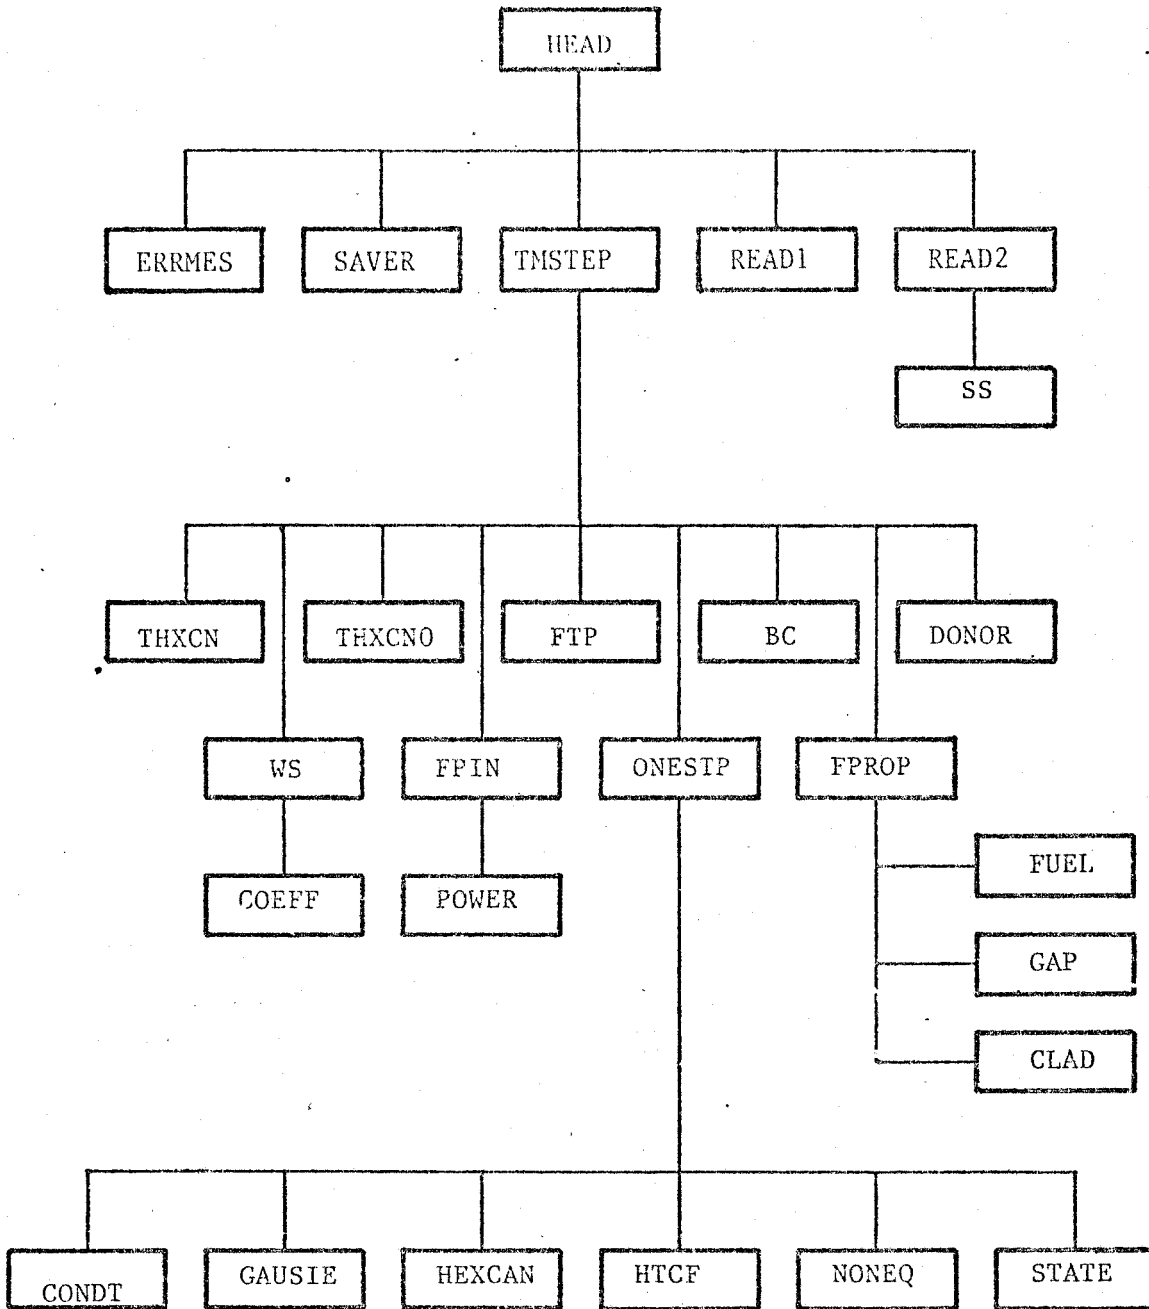 HEAD
ERRMES
SAVER
TMSTEP
READ1
READ2
SS
THXCN
THXCNO
FTP
BC
DONOR
WS
FPIN
ONESTP
FPROP
COEFF
POWER
FUEL
GAP
CLAD
CONDT
GAUSIE
HEXCAN
HTCF
NONEQ
STATE